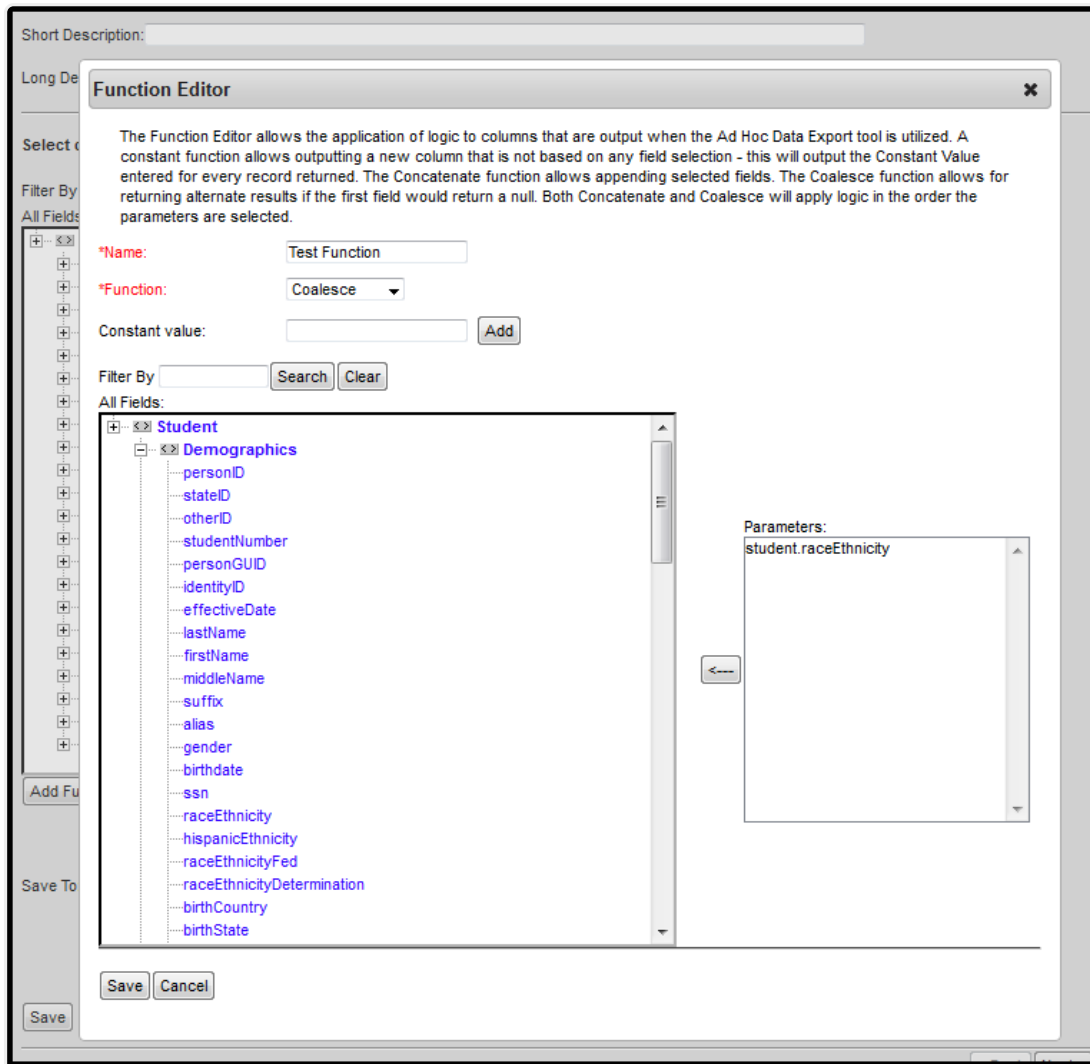 Short Description:
Long De
Function Editor
The Function Editor allows the application of logic to columns that are output when the Ad Hoc Data Export tool is utilized. A
constant function allows outputting a new column that is not based on any field selection - this will output the Constant Value
entered for every record returned. The Concatenate function allows appending selected fields. The Coalesce function allows for
returning alternate results if the first field would return a null. Both Concatenate and Coalesce will apply logic in the order the
parameters are selected.
Select c
Filter By
All Fields
*Name: Test Function
*Function: Coalesce
Constant value: Add
Filter By Search Clear
All Fields:
Student
Demographics
personID
stateID
otherID
studentNumber
personGUID
identityID
effectiveDate
lastName
firstName
middleName
suffix
alias
gender
birthdate
ssn
raceEthnicity
hispanicEthnicity
raceEthnicityFed
raceEthnicityDetermination
birthCountry
birthState
Parameters:
student.raceEthnicity
<---
Add Fu
Save To
Save Cancel
Save